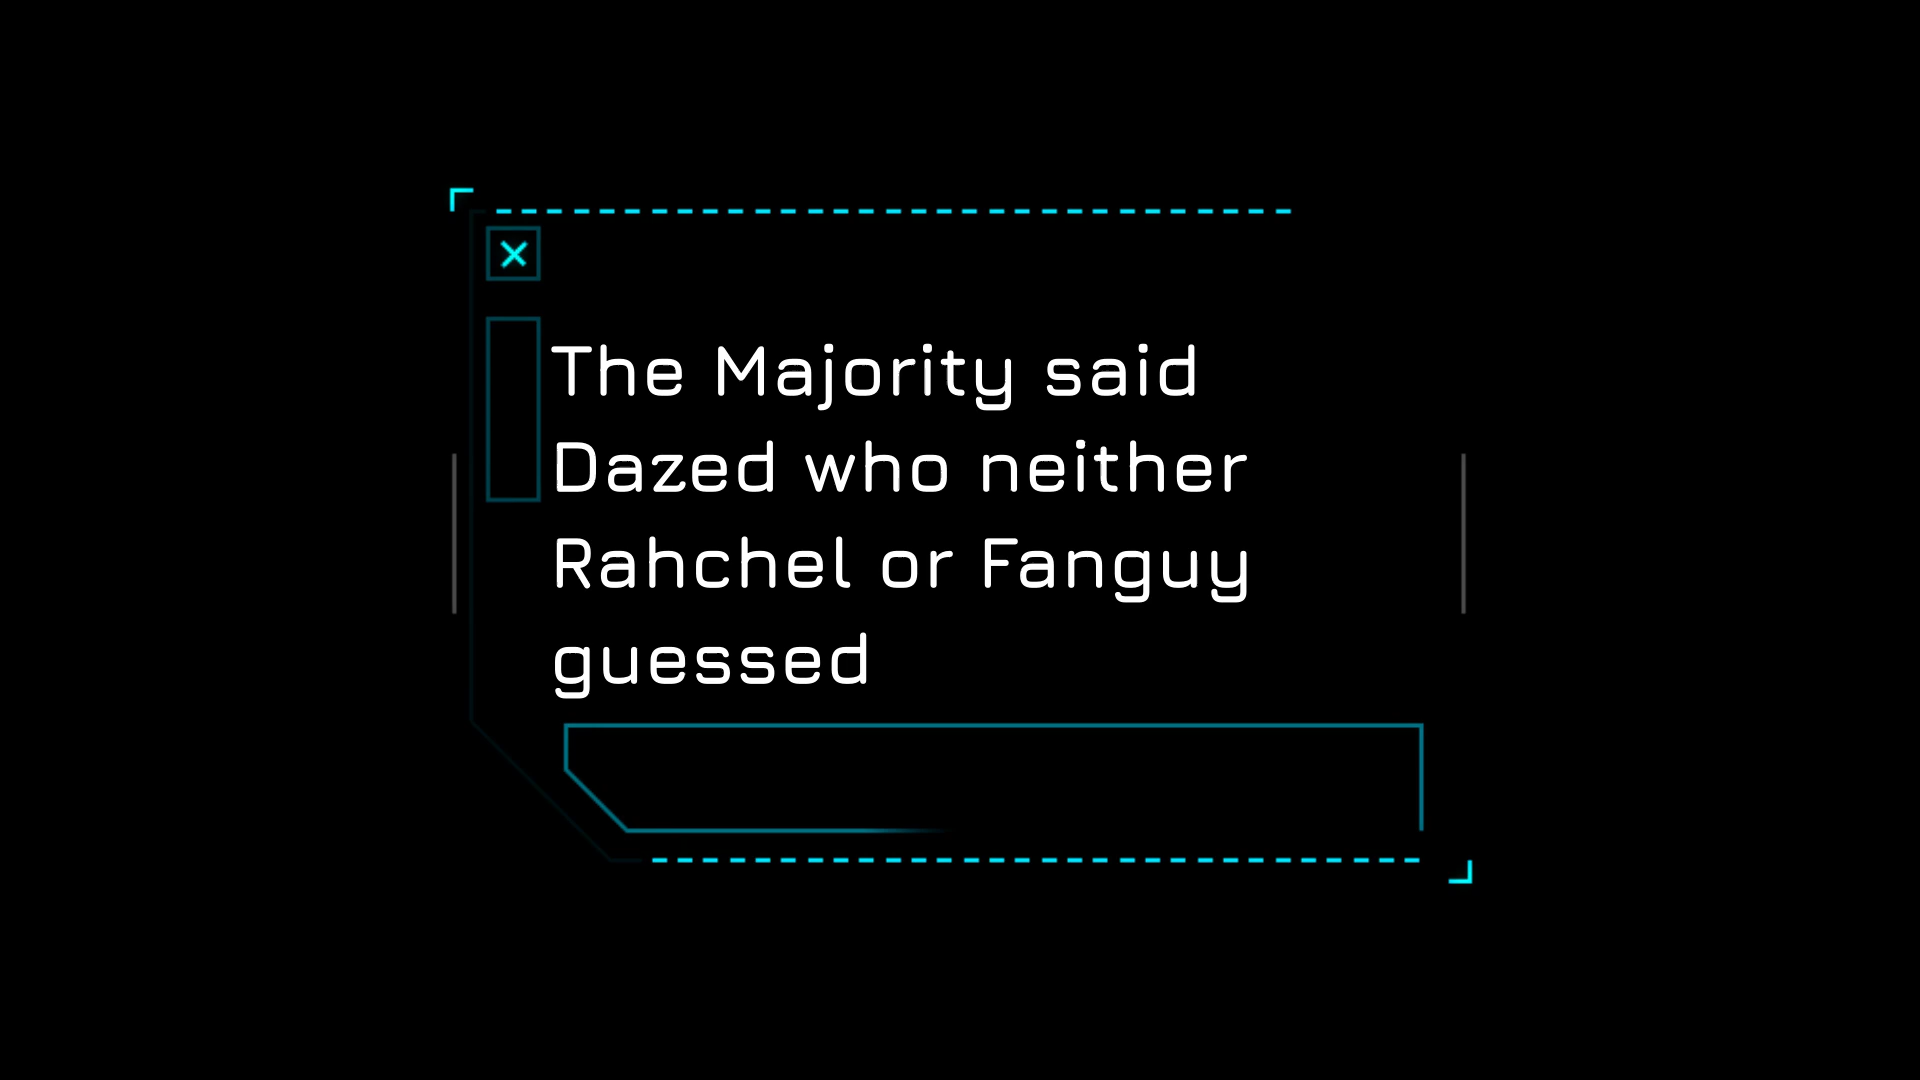 The Majority said
Dazed who neither
Rahchel or Fanguy
guessed